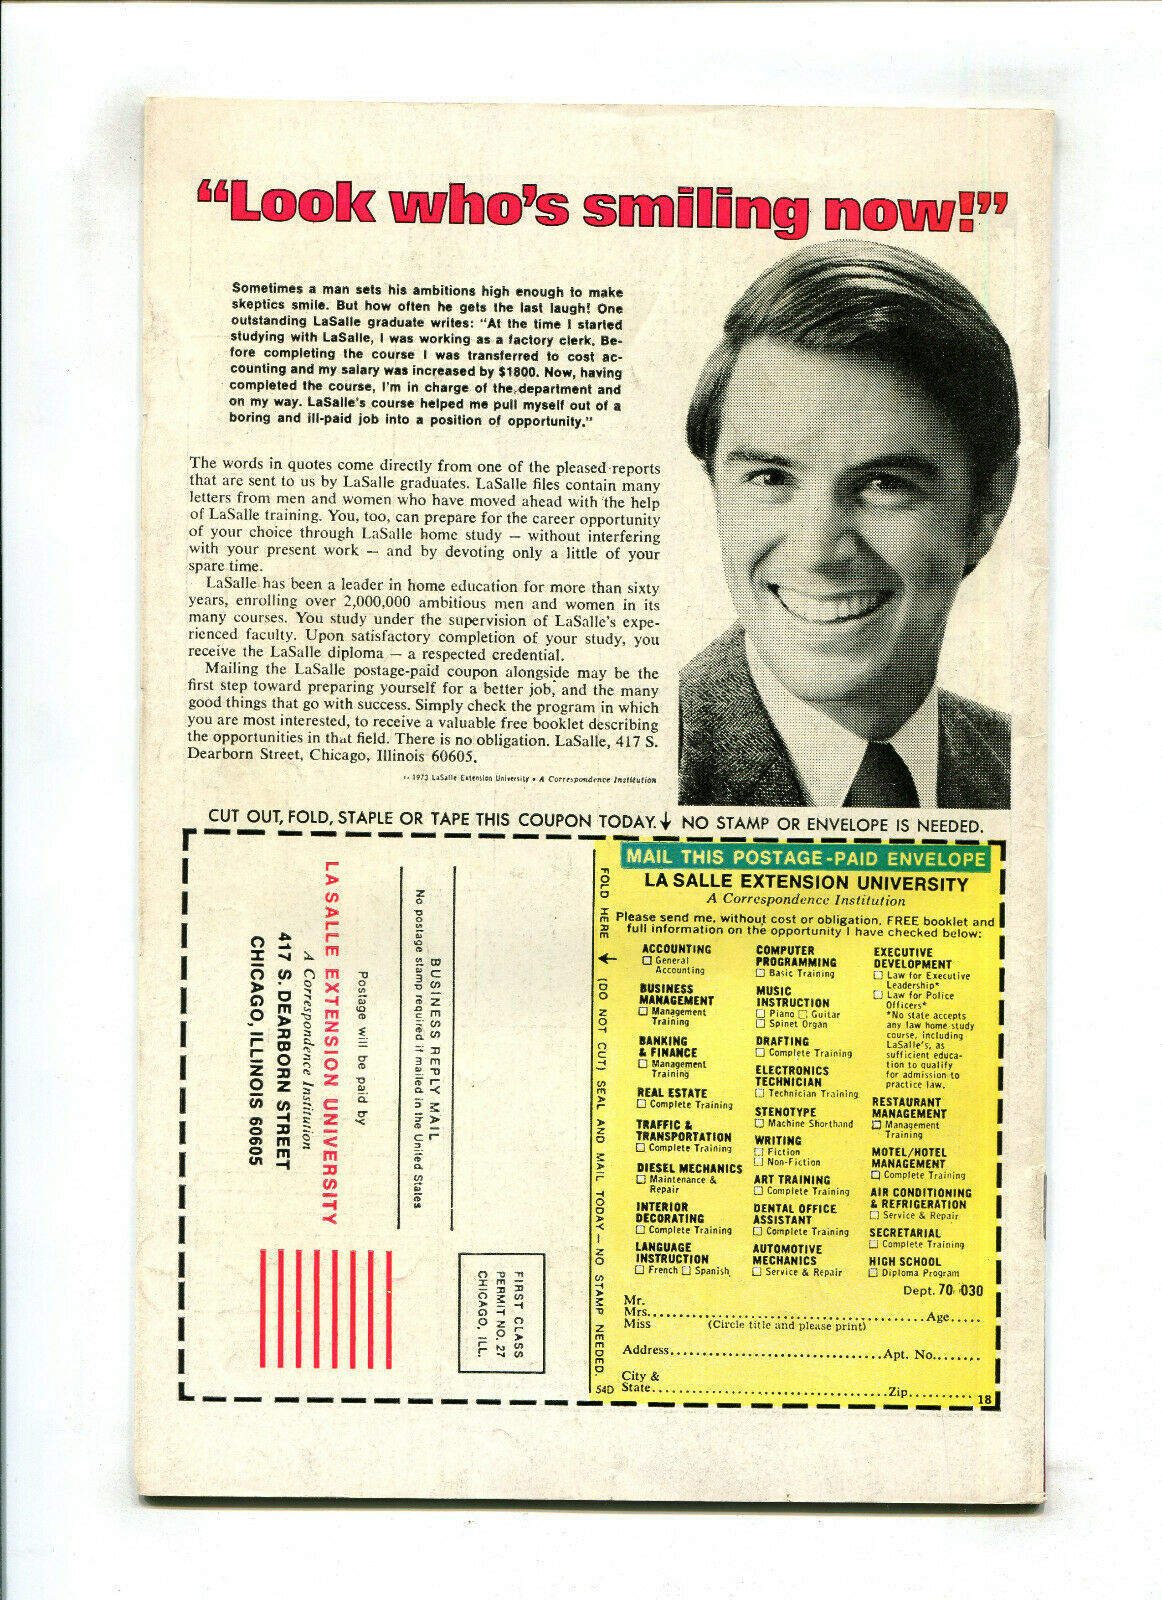 “Look who's smiling now!”
Sometimes a man sets his ambitions high enough to make
skeptics smile. But how often he gets the last laugh! One
outstanding LaSalle graduate writes: “At the time I started
studying with LaSalle, I was working as a factory clerk. Be-
fore completing the course I was transferred to cost ac-
counting and my salary was increased by $1800. Now, having
completed the course, I'm in charge of the department and
on my way. LaSalle's course helped me pull myself out of a
boring and ill-paid job into a position of opportunity.”
The words in quotes come directly from one of the pleased reports
that are sent to us by LaSalle graduates. LaSalle files contain many
letters from men and women who have moved ahead with the help
of LaSalle training. You, too, can prepare for the career opportunity
of your choice through LaSalle home study — without interfering
with your present work — and by devoting only a little of your
spare time.
LaSalle has been a leader in home education for more than sixty
years, enrolling over 2,000,000 ambitious men and women in its
many courses. You study under the supervision of LaSalle's expe-
rienced faculty. Upon satisfactory completion of your study, you
receive the LaSalle diploma — a respected credential.
Mailing the LaSalle postage-paid coupon alongside may be the
first step toward preparing yourself for a better job, and the many
good things that go with success. Simply check the program in which
you are most interested, to receive a valuable free booklet describing
the opportunities in that field. There is no obligation. LaSalle, 417 S.
Dearborn Street, Chicago, Illinois 60605.
1973 LaSalle Extension University • A Correspondence Institution
CUT OUT, FOLD, STAPLE OR TAPE THIS COUPON TODAY.↓ NO STAMP OR ENVELOPE IS NEEDED.
FIRST CLASS
PERMIT NO. 27
CHICAGO, ILL.
BUSINESS REPLY MAIL
No postage stamp required if mailed in the United States
Postage will be paid by
LA SALLE EXTENSION UNIVERSITY
A Correspondence Institution
417 S. DEARBORN STREET
CHICAGO, ILLINOIS 60605
FOLD HERE ← (DO NOT CUT) SEAL AND MAIL TODAY — NO STAMP NEEDED.
54D
MAIL THIS POSTAGE-PAID ENVELOPE
LA SALLE EXTENSION UNIVERSITY
A Correspondence Institution
Please send me, without cost or obligation, FREE booklet and
full information on the opportunity I have checked below:
ACCOUNTING
☐ General
Accounting
BUSINESS
MANAGEMENT
☐ Management
Training
BANKING
& FINANCE
☐ Management
Training
REAL ESTATE
☐ Complete Training
TRAFFIC &
TRANSPORTATION
☐ Complete Training
DIESEL MECHANICS
☐ Maintenance &
Repair
INTERIOR
DECORATING
☐ Complete Training
LANGUAGE
INSTRUCTION
☐ French ☐ Spanish
COMPUTER
PROGRAMMING
☐ Basic Training
MUSIC
INSTRUCTION
☐ Piano ☐ Guitar
☐ Spinet Organ
DRAFTING
☐ Complete Training
ELECTRONICS
TECHNICIAN
☐ Technician Training
STENOTYPE
☐ Machine Shorthand
WRITING
☐ Fiction
☐ Non-Fiction
ART TRAINING
☐ Complete Training
DENTAL OFFICE
ASSISTANT
☐ Complete Training
AUTOMOTIVE
MECHANICS
☐ Service & Repair
EXECUTIVE
DEVELOPMENT
☐ Law for Executive
Leadership*
☐ Law for Police
Officers*
*No state accepts
any law home study
course, including
LaSalle's, as
sufficient educa-
tion to qualify
for admission to
practice law.
RESTAURANT
MANAGEMENT
☐ Management
Training
MOTEL/HOTEL
MANAGEMENT
☐ Complete Training
AIR CONDITIONING
& REFRIGERATION
☐ Service & Repair
SECRETARIAL
☐ Complete Training
HIGH SCHOOL
☐ Diploma Program
Dept. 70-030
Mr.
Mrs. ........ Age.....
Miss (Circle title and please print)
Address........ Apt. No........
City &
State........ Zip..........
18